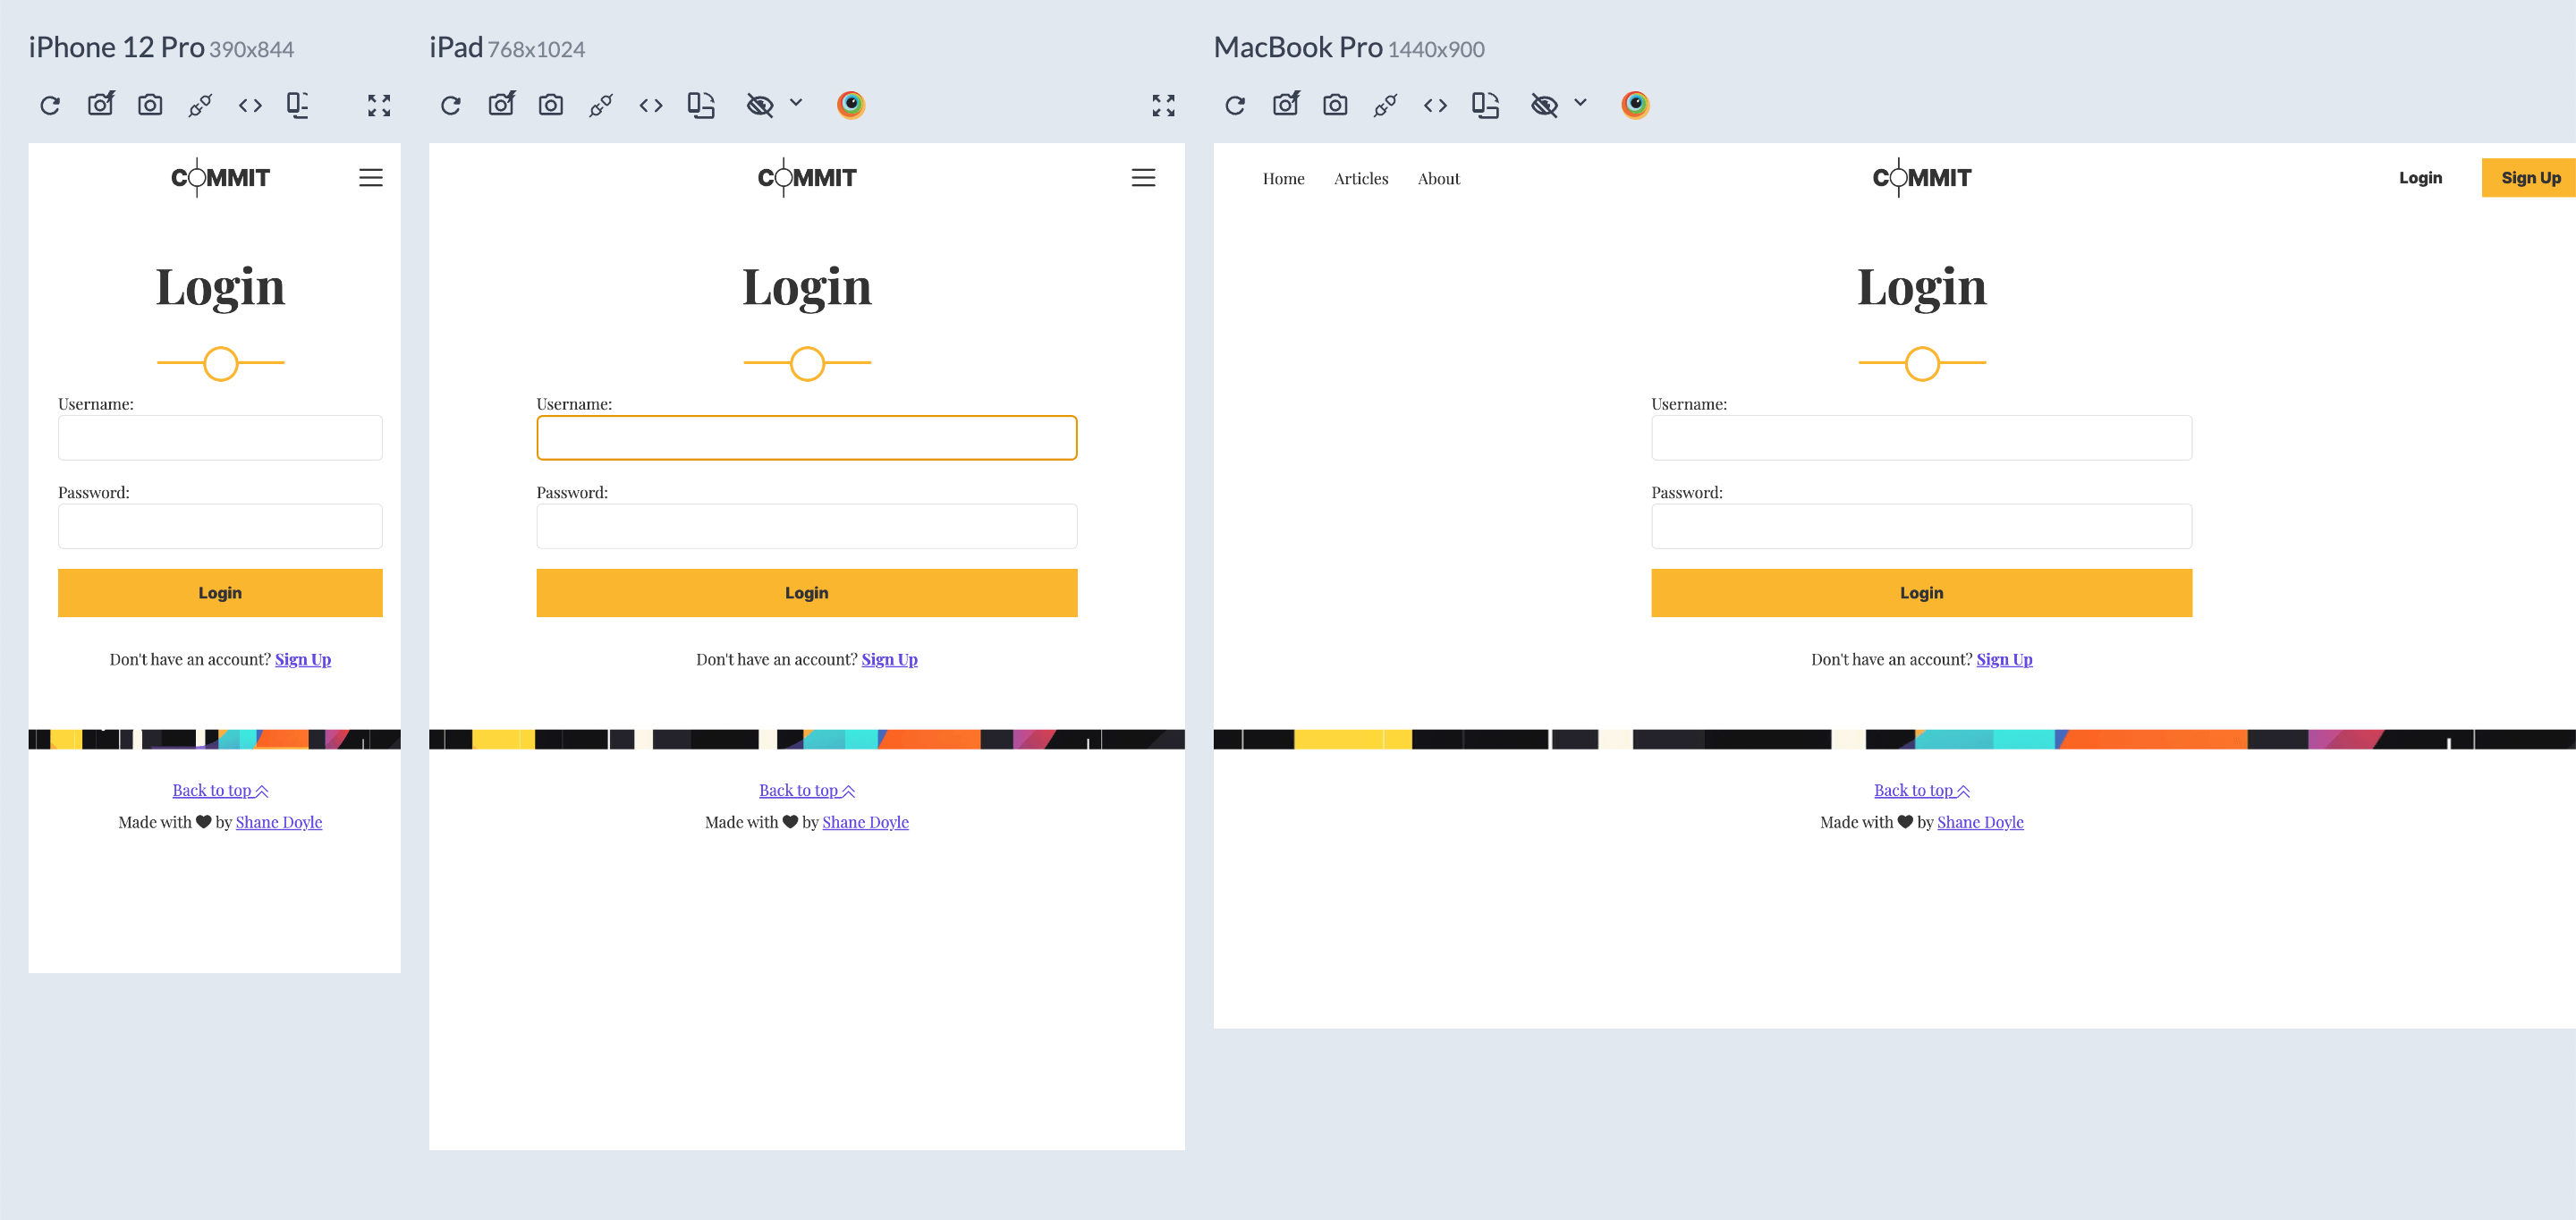 iPhone 12 Pro 390x844
COMMIT
Login
Username:
Password:
Login
Don't have an account? Sign Up
Back to top
Made with by Shane Doyle
iPad 768x1024
COMMIT
Login
Username:
Password:
Login
Don't have an account? Sign Up
Back to top
Made with by Shane Doyle
MacBook Pro 1440x900
Home Articles About COMMIT Login Sign Up
Login
Username:
Password:
Login
Don't have an account? Sign Up
Back to top
Made with by Shane Doyle